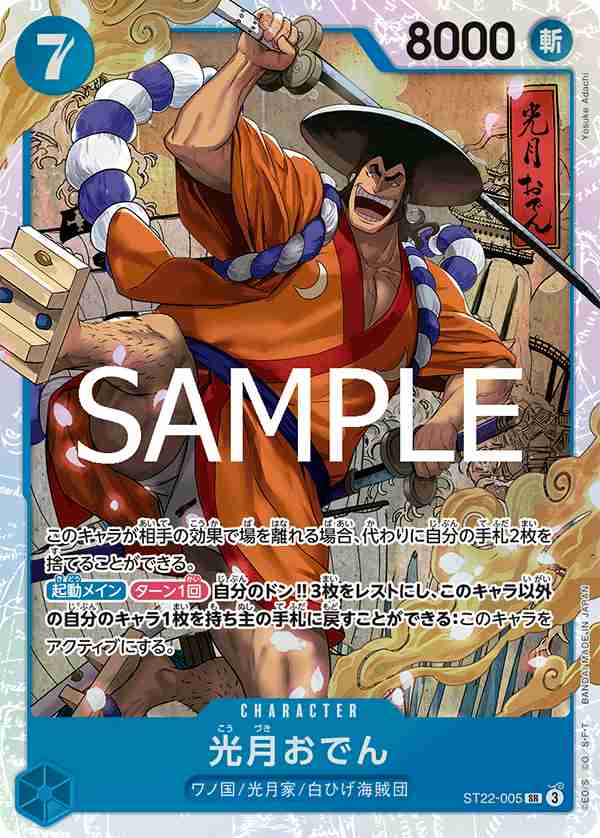 7
8000
斬
Yosuke Adachi
光月おでん
SAMPLE
このキャラが相手の効果で場を離れる場合、代わりに自分の手札2枚を
捨てることができる。
起動メイン ターン1回 自分のドン!!3枚をレストにし、このキャラ以外
の自分のキャラ1枚を持ち主の手札に戻すことができる:このキャラを
アクティブにする。
CHARACTER
光月おでん
ワノ国/光月家/白ひげ海賊団
ST22-005 SR 3
©E.O/S. ©O./S・F・T BANDAI MADE IN JAPAN